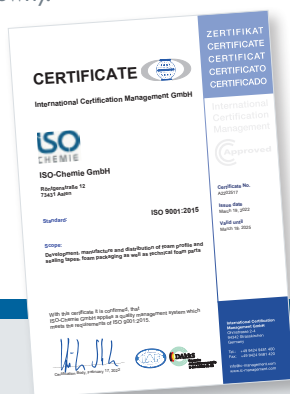 ZERTIFIKAT
CERTIFICATE
CERTIFICAT
CERTIFICATO
CERTIFICADO
CERTIFICATE
International Certification Management GmbH
International
Certification
Management
Approved
ISO
CHEMIE
ISO-Chemie GmbH
Röntgenstraße 12
73431 Aalen
Certificate No.
Issue date
March 19, 2022
Valid until
March 18, 2025
Standard:
ISO 9001:2015
Scope:
Development, manufacture and distribution of foam profile and
sealing tapes, foam packaging as well as technical foam parts
With this certificate it is confirmed, that
ISO-Chemie GmbH applies a quality management system which
meets the requirements of ISO 9001:2015.
IAF
DAkkS
International Certification
Management GmbH
Germany